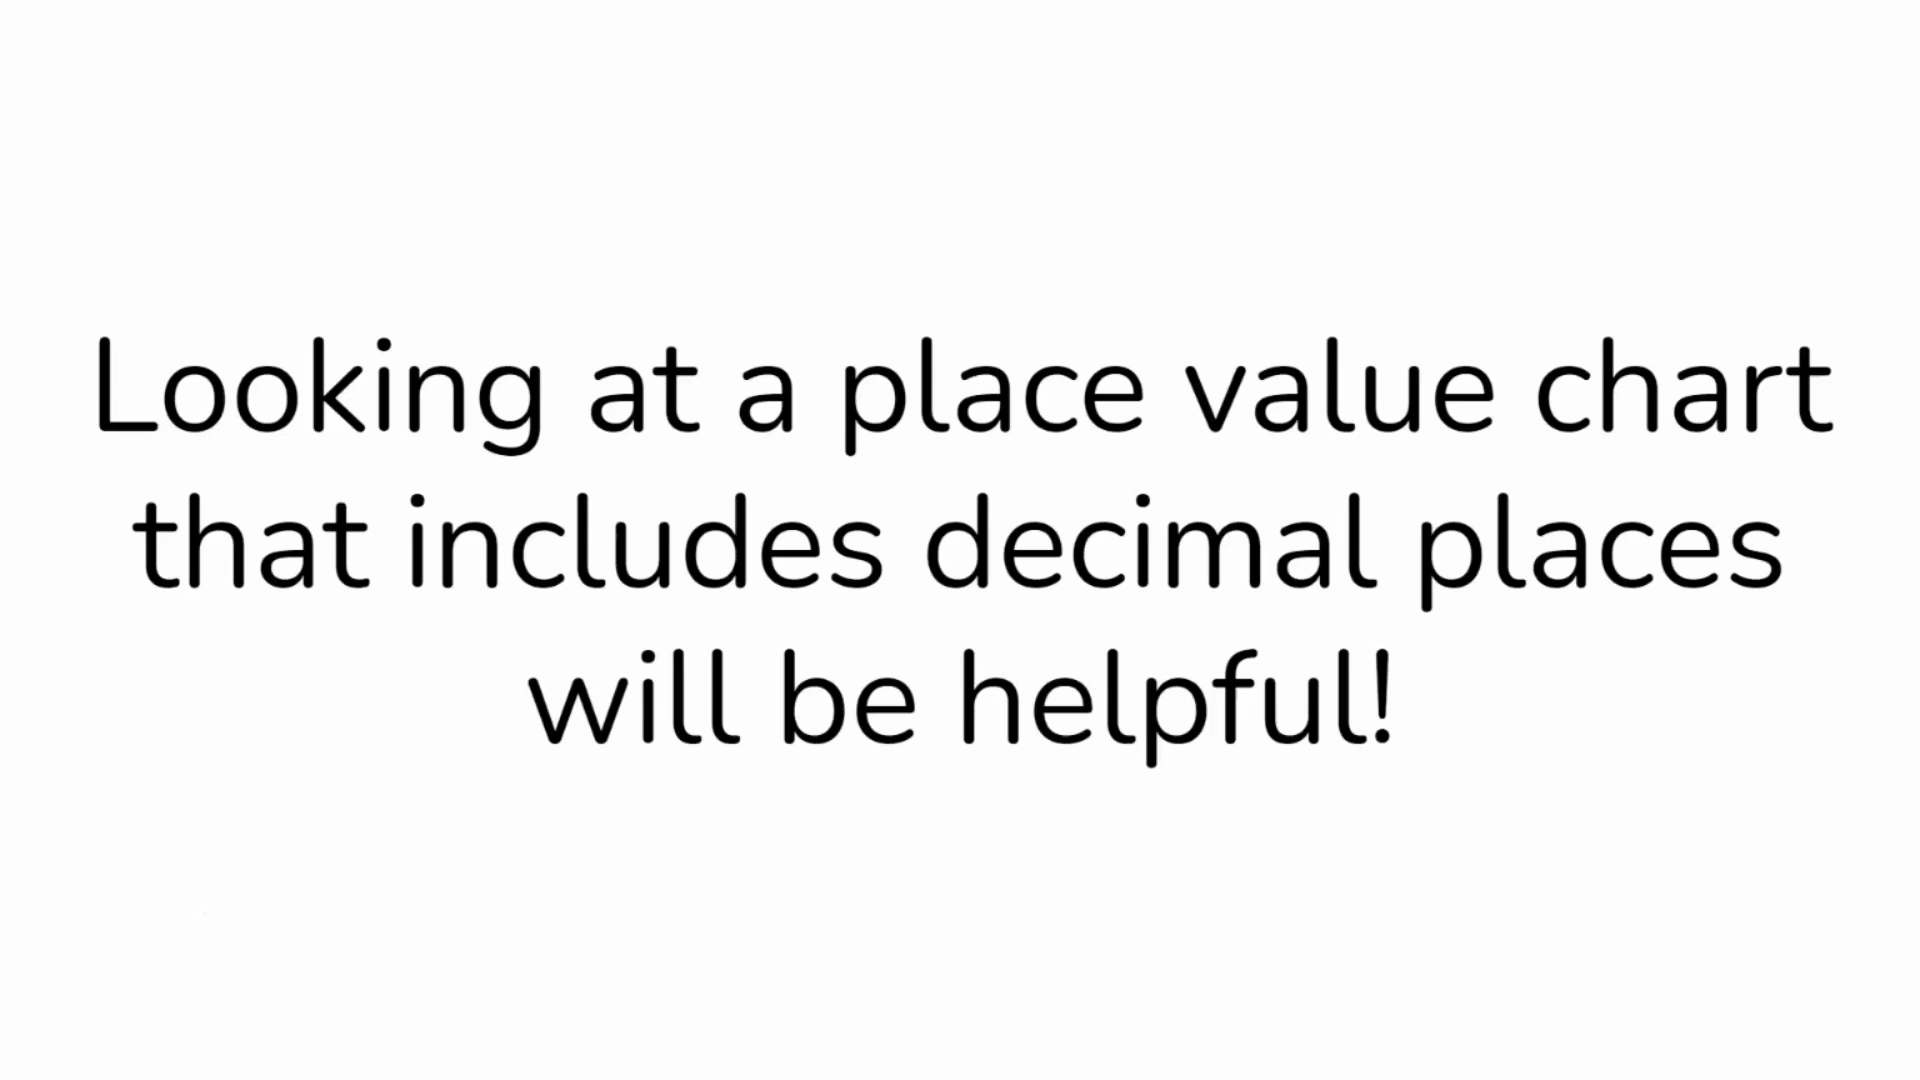 Looking at a place value chart
that includes decimal places
will be helpful!